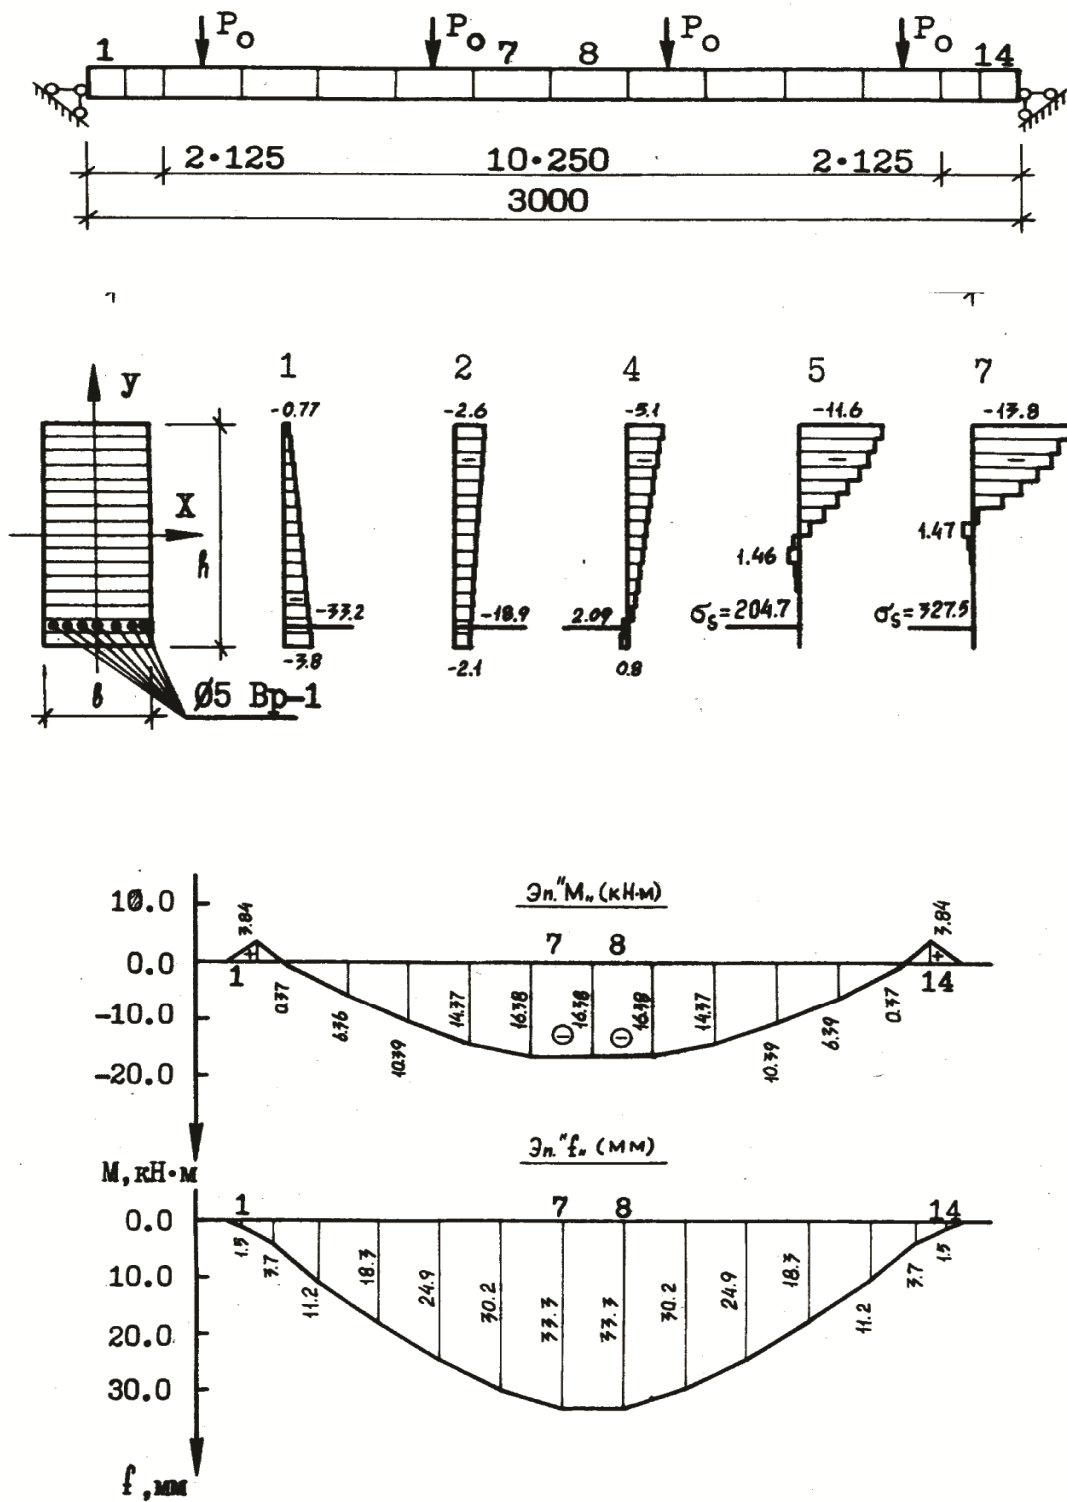 P₀ P₀ P₀ P₀
1 7 8 14
2·125 10·250 2·125
3000
1 2 4 5 7
y
-0.77 -2.6 -5.1 -11.6 -13.8
X
h
1.46 1.47
-33.2 -18.9 2.09 σs=204.7 σs=327.5
-3.8 -2.1 0.8
в
Ø5 Вр-1
Эп."М" (кН·м)
10.0
3.84 3.84
7 8
0.0
1 14
0.37 6.36 10.39 14.37 16.38 16.38 16.38 14.37 10.39 6.39 0.37
-10.0
-20.0
М,кН·м
Эп."f" (мм)
1 7 8 14
0.0
1.5 3.7 11.2 18.3 24.9 30.2 33.3 33.3 30.2 24.9 18.3 11.2 3.7 1.5
10.0
20.0
30.0
f,мм